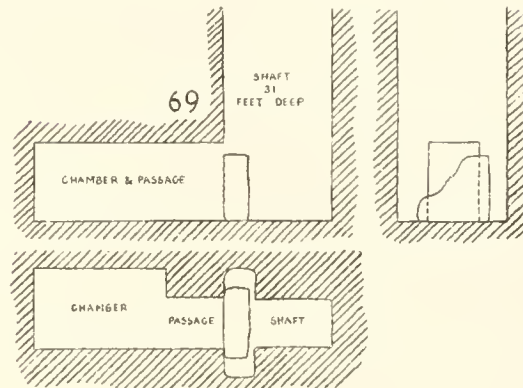 SHAFT
31
FEET DEEP
69
CHAMBER & PASSAGE
CHAMBER
PASSAGE
SHAFT